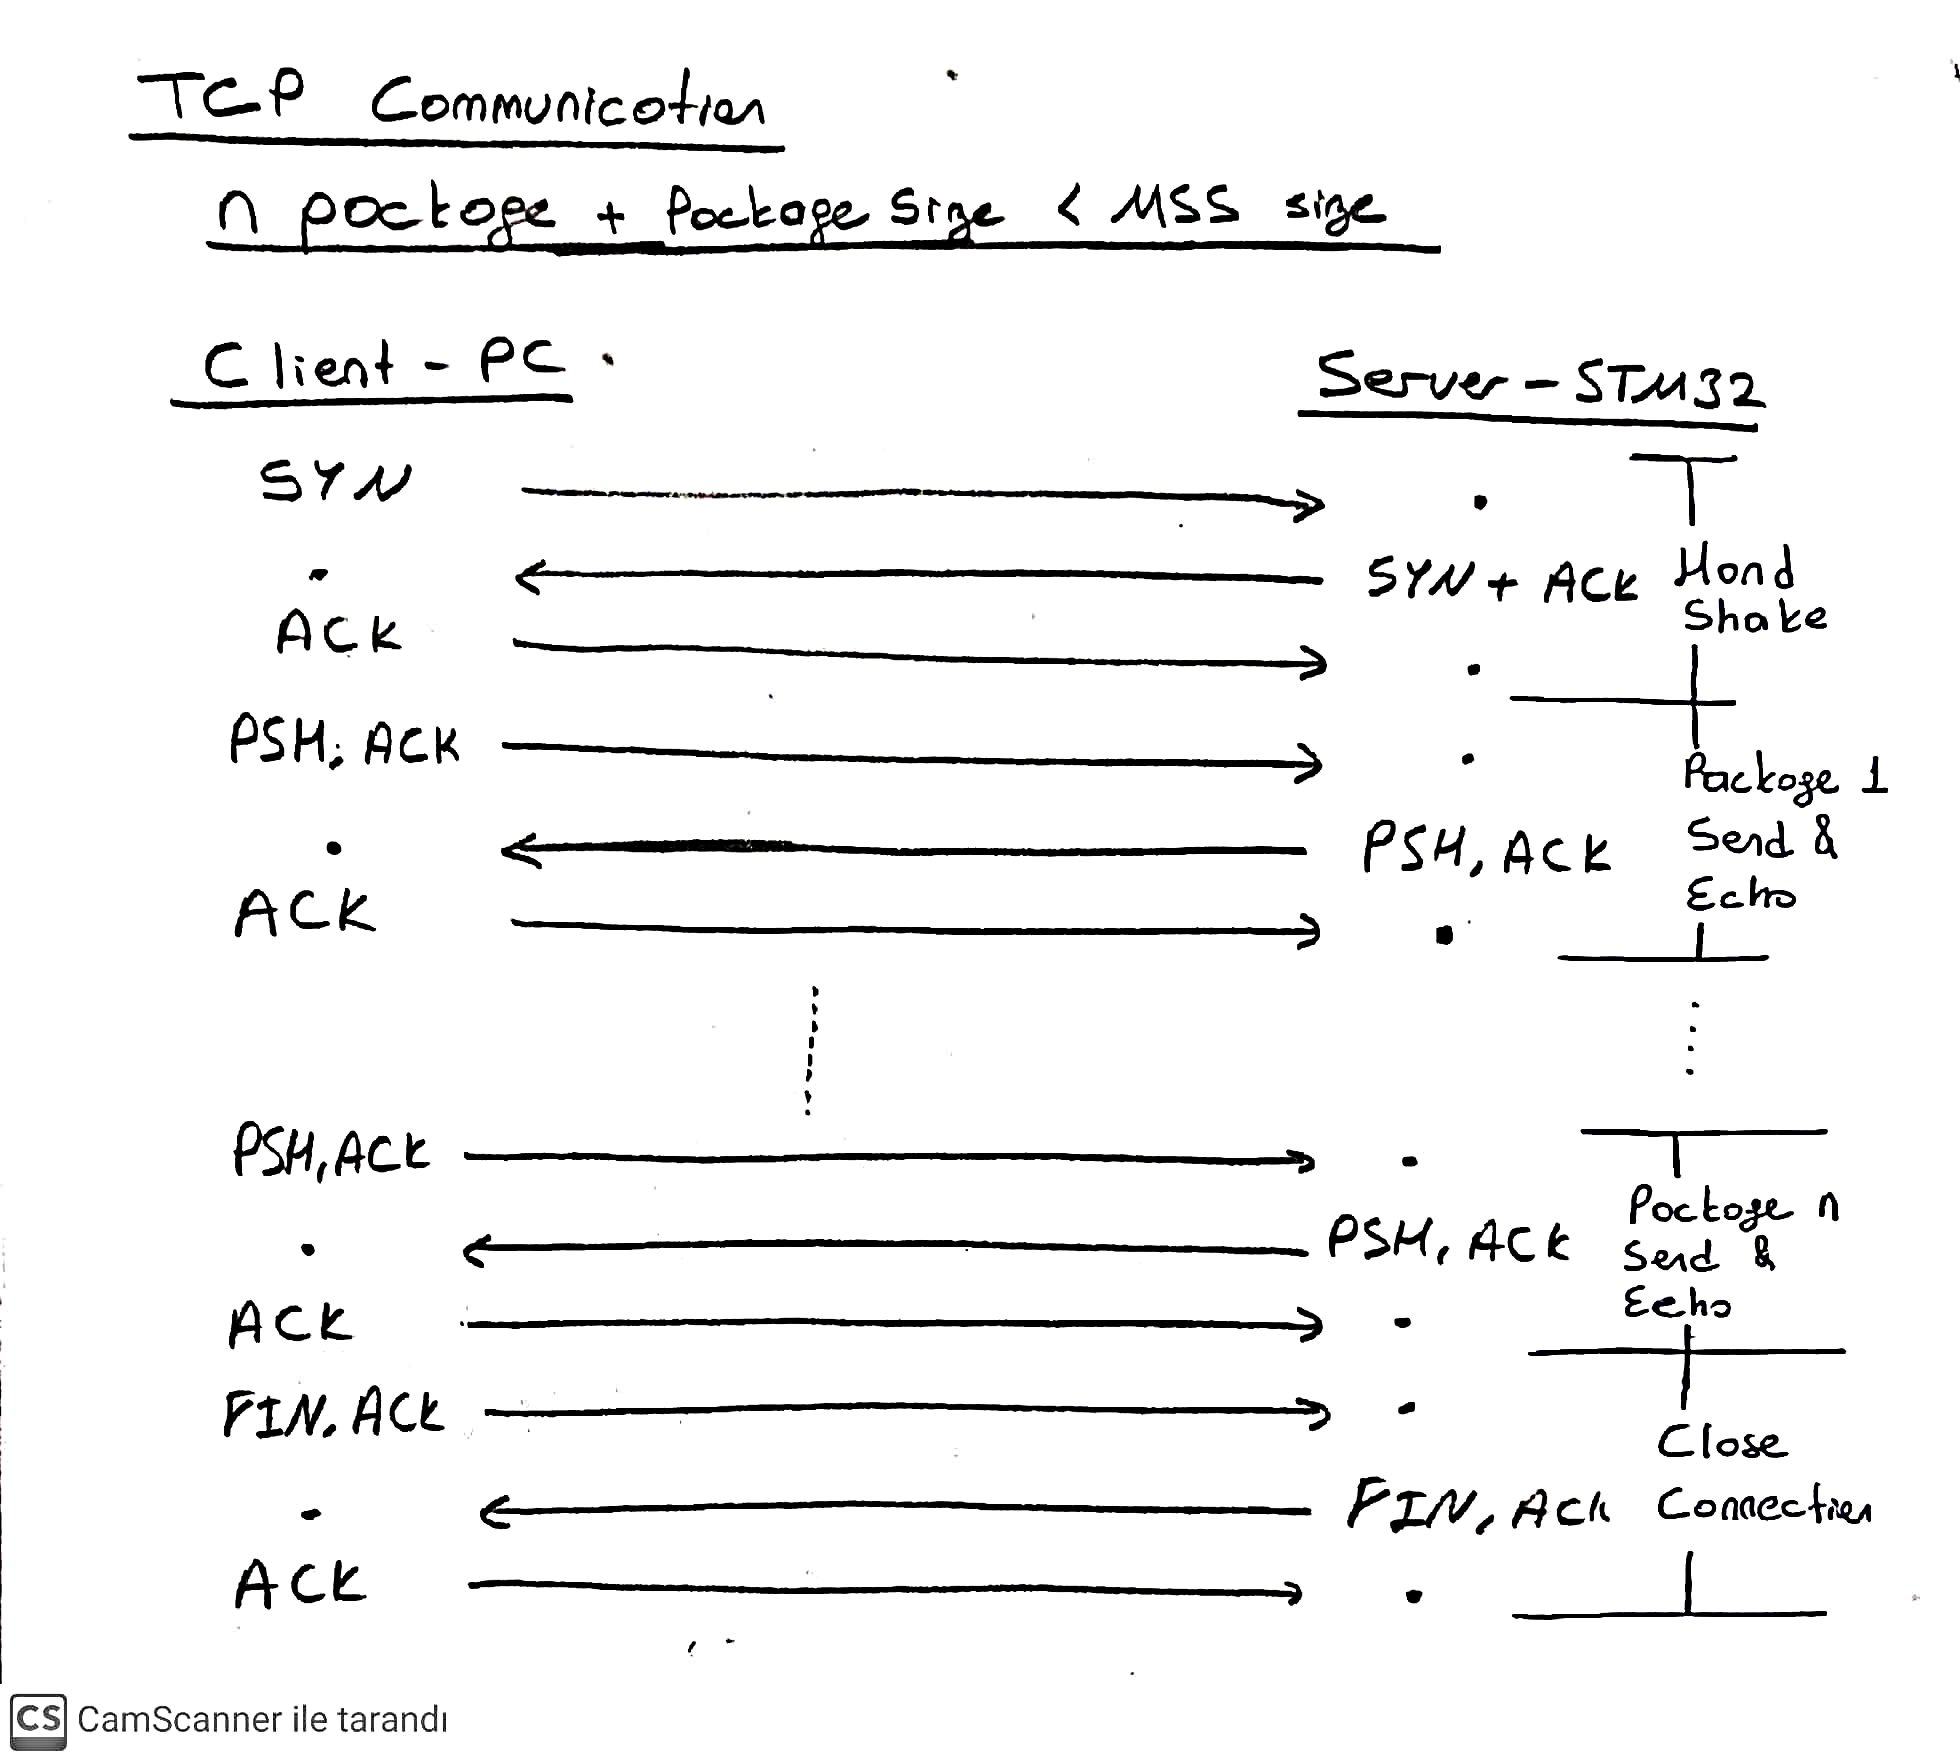 TCP Communication
n package + Package Size < MSS size
Client - PC
Server - STM32
SYN
SYN + ACK
Hand
Shake
ACK
PSH, ACK
Package 1
Send &
Echo
PSH, ACK
ACK
PSH, ACK
Package n
Send &
Echo
PSH, ACK
ACK
FIN, ACK
Close
Connection
FIN, ACK
ACK
CS CamScanner ile tarandı